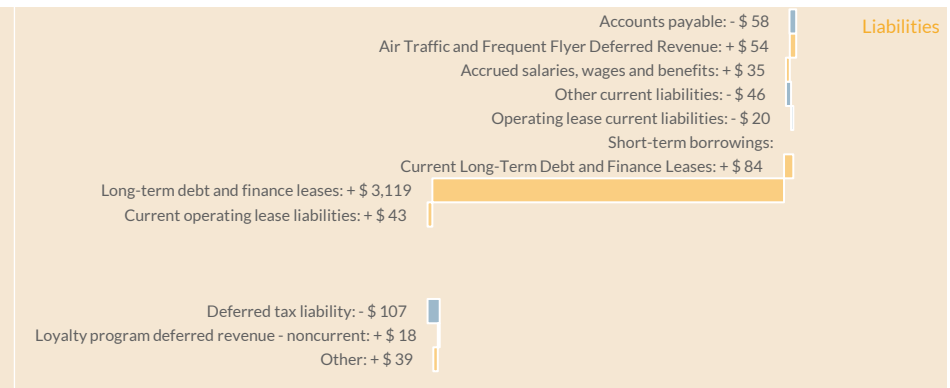 Liabilities
Accounts payable: - $ 58
Air Traffic and Frequent Flyer Deferred Revenue: + $ 54
Accrued salaries, wages and benefits: + $ 35
Other current liabilities: - $ 46
Operating lease current liabilities: - $ 20
Short-term borrowings:
Current Long-Term Debt and Finance Leases: + $ 84
Long-term debt and finance leases: + $ 3,119
Current operating lease liabilities: + $ 43
Deferred tax liability: - $ 107
Loyalty program deferred revenue - noncurrent: + $ 18
Other: + $ 39